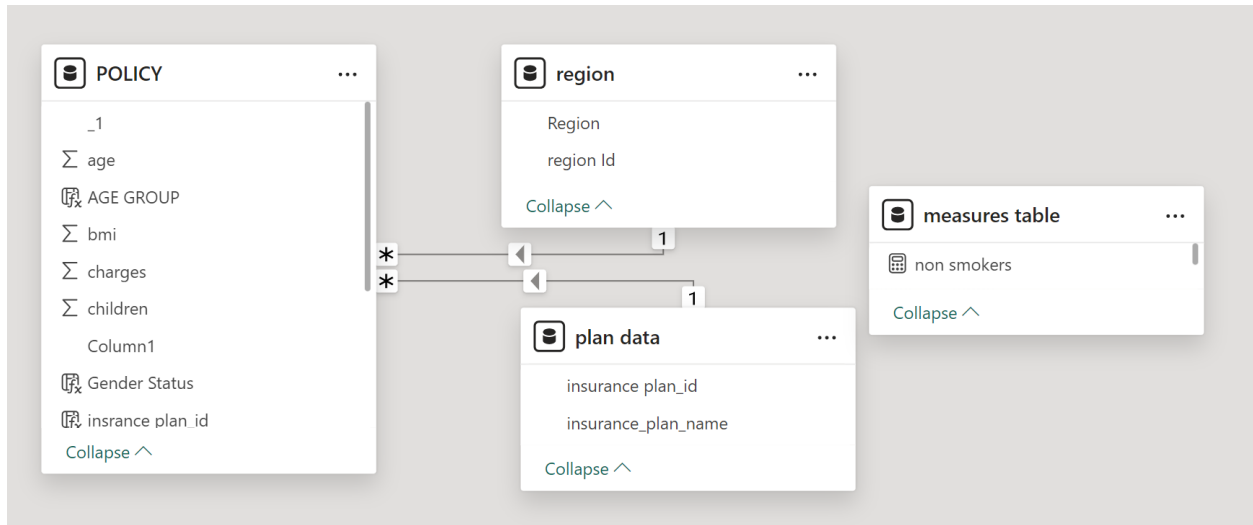 POLICY
_1
age
AGE GROUP
bmi
charges
children
Column1
Gender Status
insrance plan_id
Collapse
region
Region
region Id
Collapse
*
1
*
1
plan data
insurance plan_id
insurance_plan_name
Collapse
measures table
non smokers
Collapse